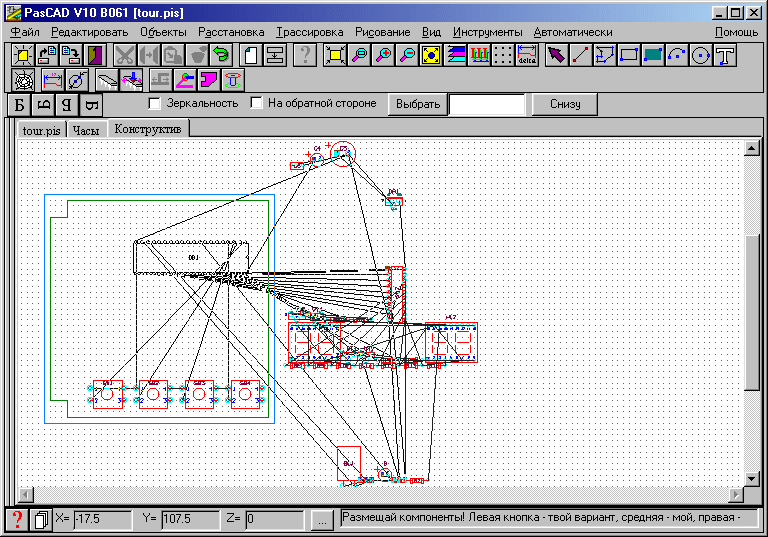 PasCAD V10 B061 [tour.pis]
Файл Редактировать Объекты Расстановка Трассировка Рисование Вид Инструменты Автоматически Помощь
delta
Б Б Я Б Зеркальность На обратной стороне Выбрать Снизу
tour.pis Часы Конструктив
DD1
X= -17.5 Y= 107.5 Z= 0 ... Размещай компоненты! Левая кнопка - твой вариант, средняя - мой, правая -